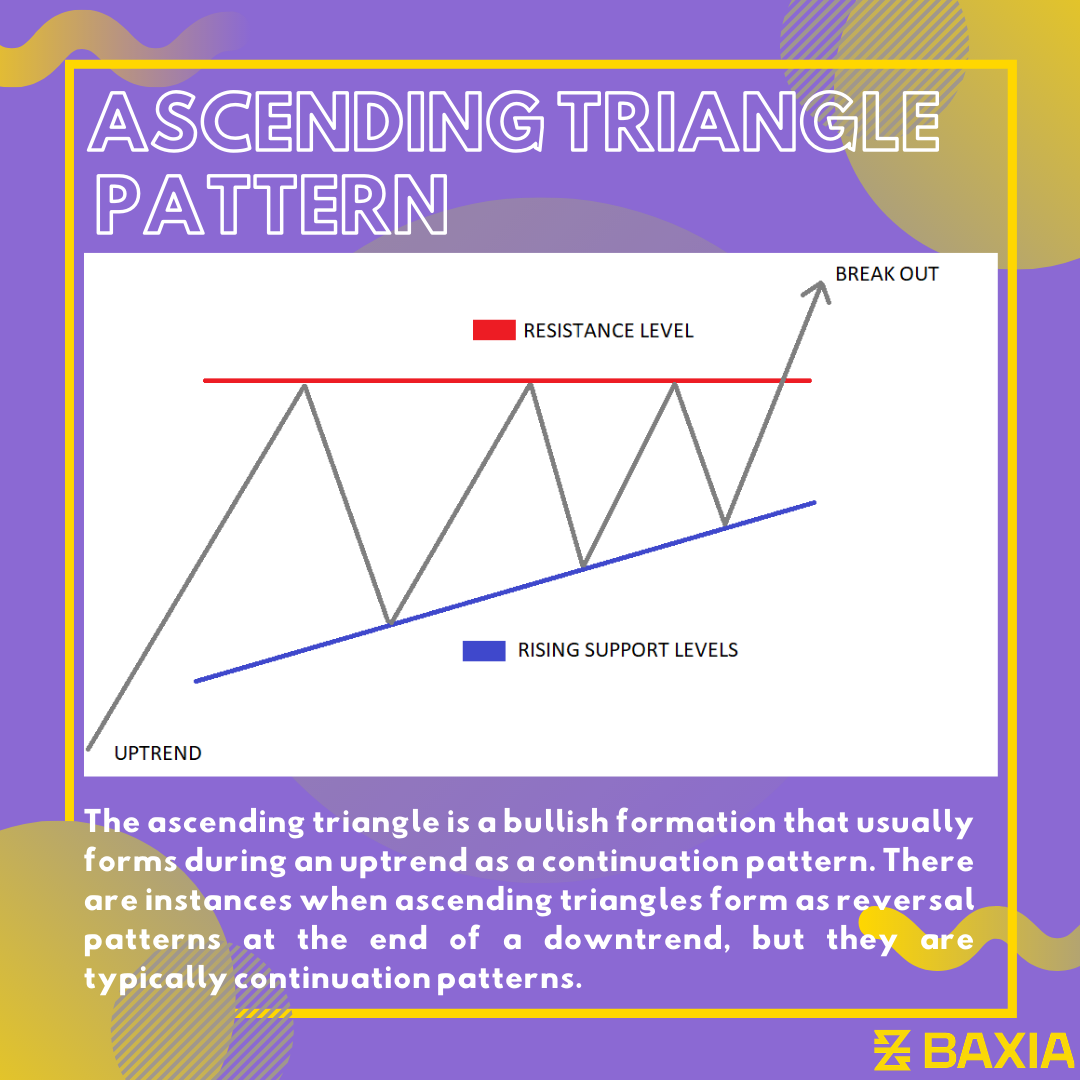 ASCENDING TRIANGLE
PATTERN
BREAK OUT
RESISTANCE LEVEL
RISING SUPPORT LEVELS
UPTREND
The ascending triangle is a bullish formation that usually
forms during an uptrend as a continuation pattern. There
are instances when ascending triangles form as reversal
patterns at the end of a downtrend, but they are
typically continuation patterns.
BAXIA